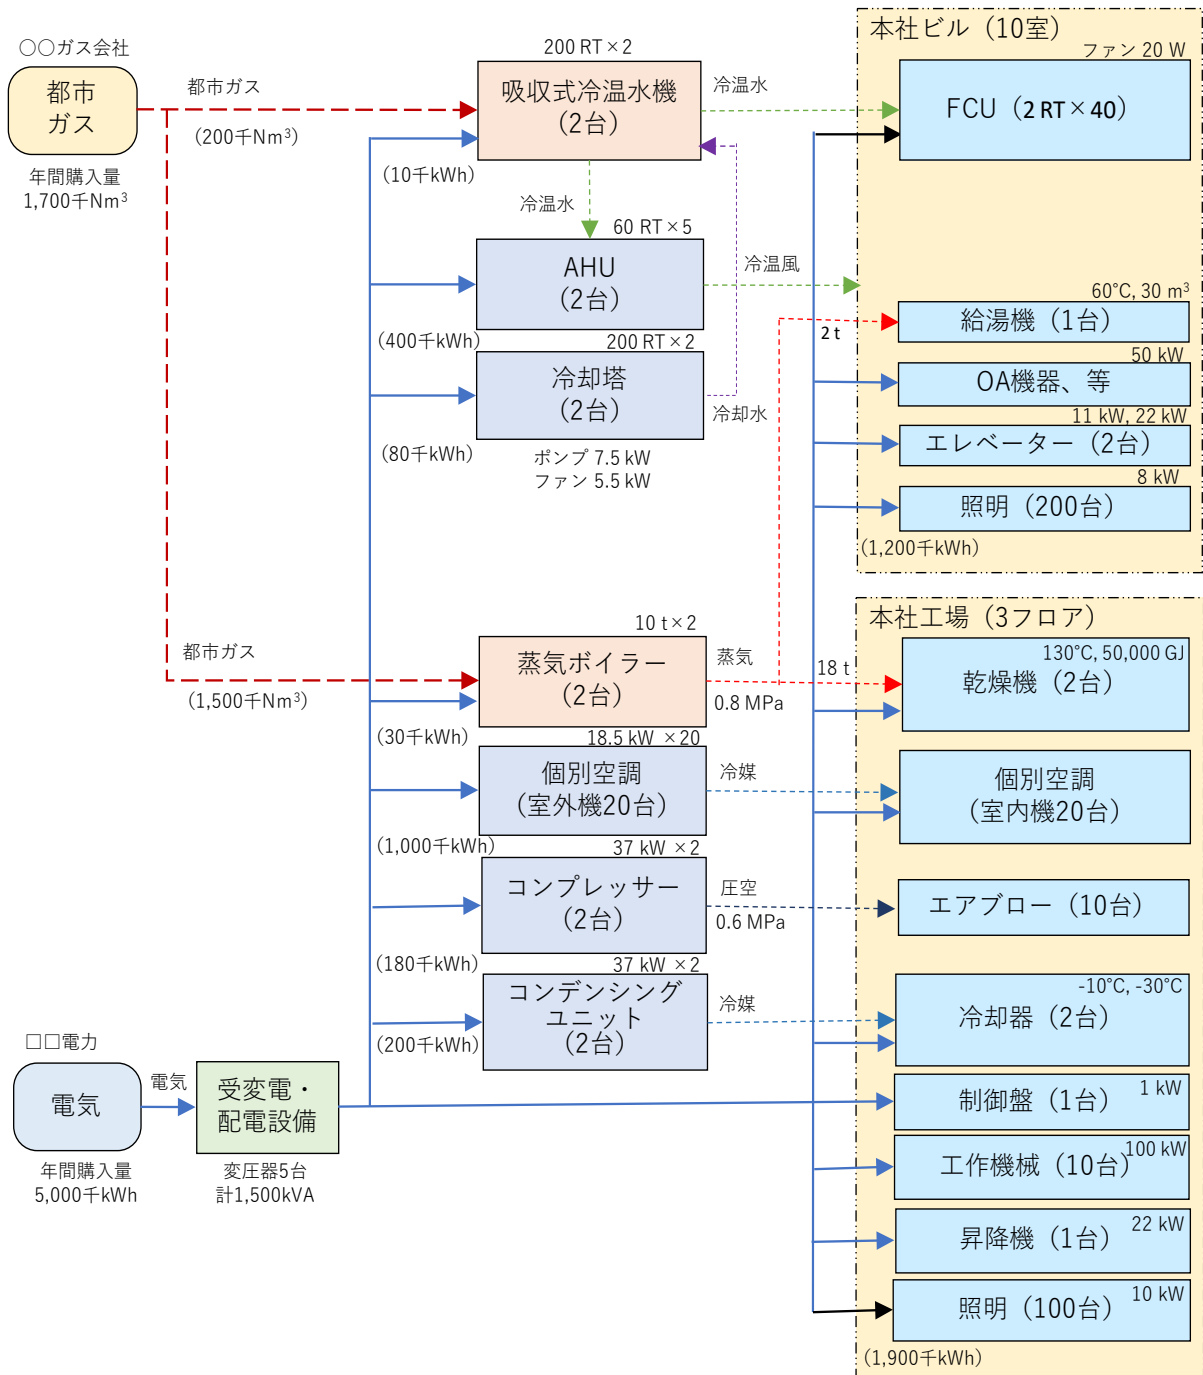 ○○ガス会社
都市
ガス
年間購入量
1,700千Nm³
都市ガス
(200千Nm³)
200 RT×2
吸収式冷温水機
(2台)
冷温水
(10千kWh)
冷温水
60 RT×5
AHU
(2台)
冷温風
(400千kWh)
200 RT×2
冷却塔
(2台)
冷却水
(80千kWh)
ポンプ 7.5 kW
ファン 5.5 kW
本社ビル（10室）
ファン 20 W
FCU（2 RT×40）
60°C, 30 m³
2 t
給湯機（1台）
50 kW
OA機器、等
11 kW, 22 kW
エレベーター（2台）
8 kW
照明（200台）
(1,200千kWh)
都市ガス
(1,500千Nm³)
10 t×2
蒸気ボイラー
(2台)
蒸気
0.8 MPa
18 t
(30千kWh)
18.5 kW ×20
個別空調
(室外機20台)
冷媒
(1,000千kWh)
37 kW ×2
コンプレッサー
(2台)
圧空
0.6 MPa
(180千kWh)
37 kW ×2
コンデンシング
ユニット
(2台)
冷媒
(200千kWh)
本社工場（3フロア）
130°C, 50,000 GJ
乾燥機（2台）
個別空調
(室内機20台)
エアブロー（10台）
-10°C, -30°C
冷却器（2台）
制御盤（1台）
1 kW
工作機械（10台）
100 kW
昇降機（1台）
22 kW
照明（100台）
10 kW
(1,900千kWh)
□□電力
電気
電気
受変電・
配電設備
年間購入量
5,000千kWh
変圧器5台
計1,500kVA